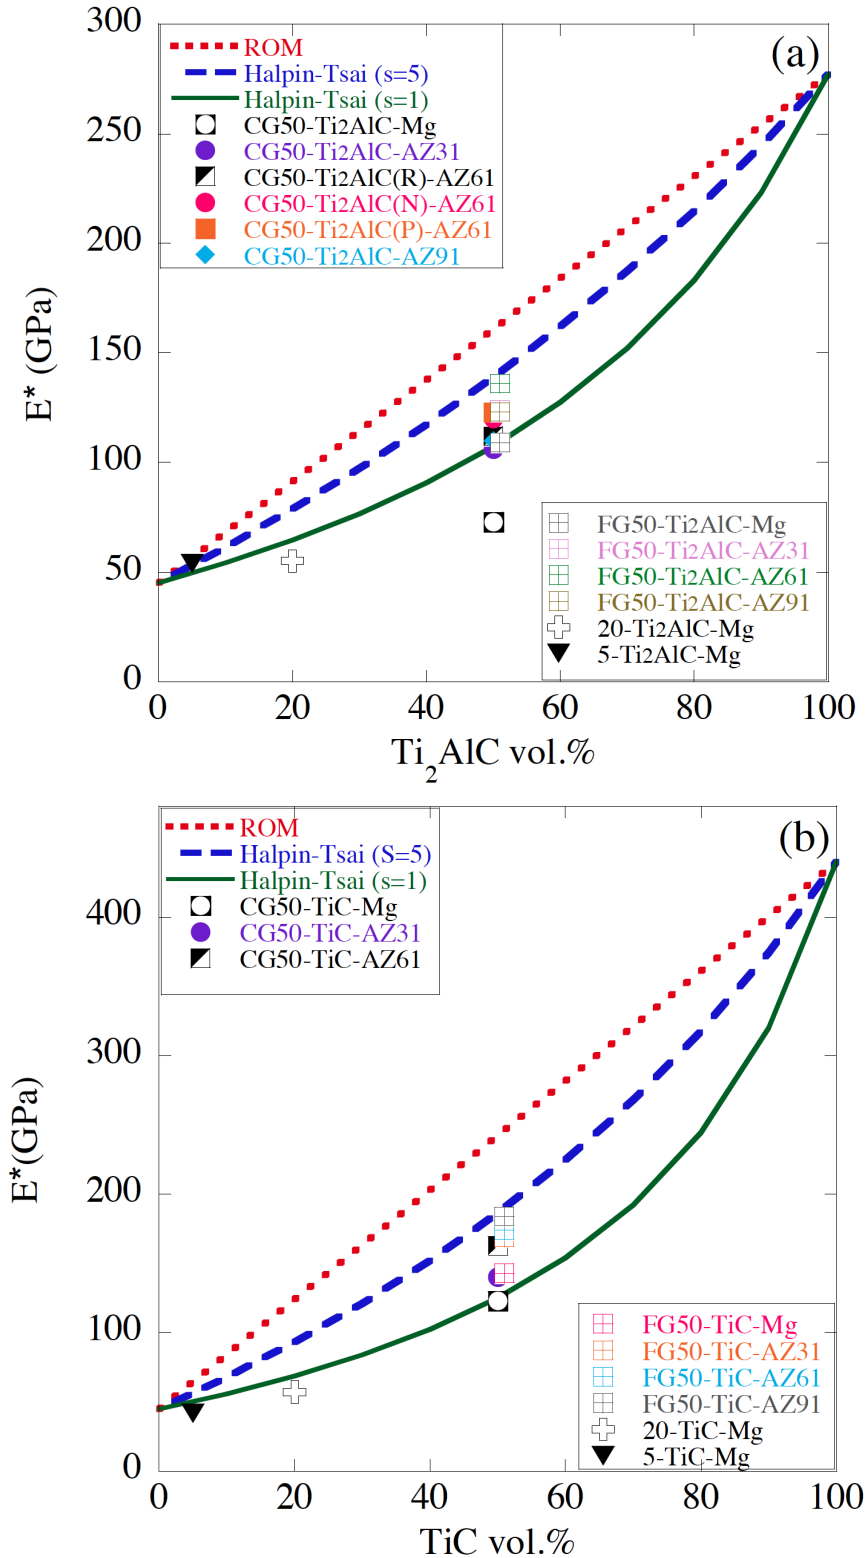 (a)
ROM
Halpin-Tsai (s=5)
Halpin-Tsai (s=1)
CG50-Ti2AlC-Mg
CG50-Ti2AlC-AZ31
CG50-Ti2AlC(R)-AZ61
CG50-Ti2AlC(N)-AZ61
CG50-Ti2AlC(P)-AZ61
CG50-Ti2AlC-AZ91
300
250
200
150
100
50
0
E* (GPa)
FG50-Ti2AlC-Mg
FG50-Ti2AlC-AZ31
FG50-Ti2AlC-AZ61
FG50-Ti2AlC-AZ91
20-Ti2AlC-Mg
5-Ti2AlC-Mg
0 20 40 60 80 100
Ti₂AlC vol.%
(b)
ROM
Halpin-Tsai (S=5)
Halpin-Tsai (s=1)
CG50-TiC-Mg
CG50-TiC-AZ31
CG50-TiC-AZ61
400
300
200
100
0
E*(GPa)
FG50-TiC-Mg
FG50-TiC-AZ31
FG50-TiC-AZ61
FG50-TiC-AZ91
20-TiC-Mg
5-TiC-Mg
0 20 40 60 80 100
TiC vol.%